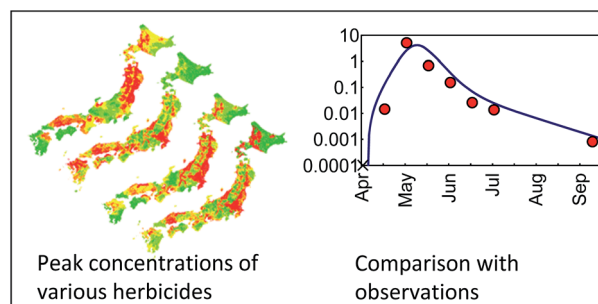 10
1
0.1
0.01
0.001
0.0001
Apr
May
Jun
Jul
Aug
Sep
Peak concentrations of
various herbicides
Comparison with
observations